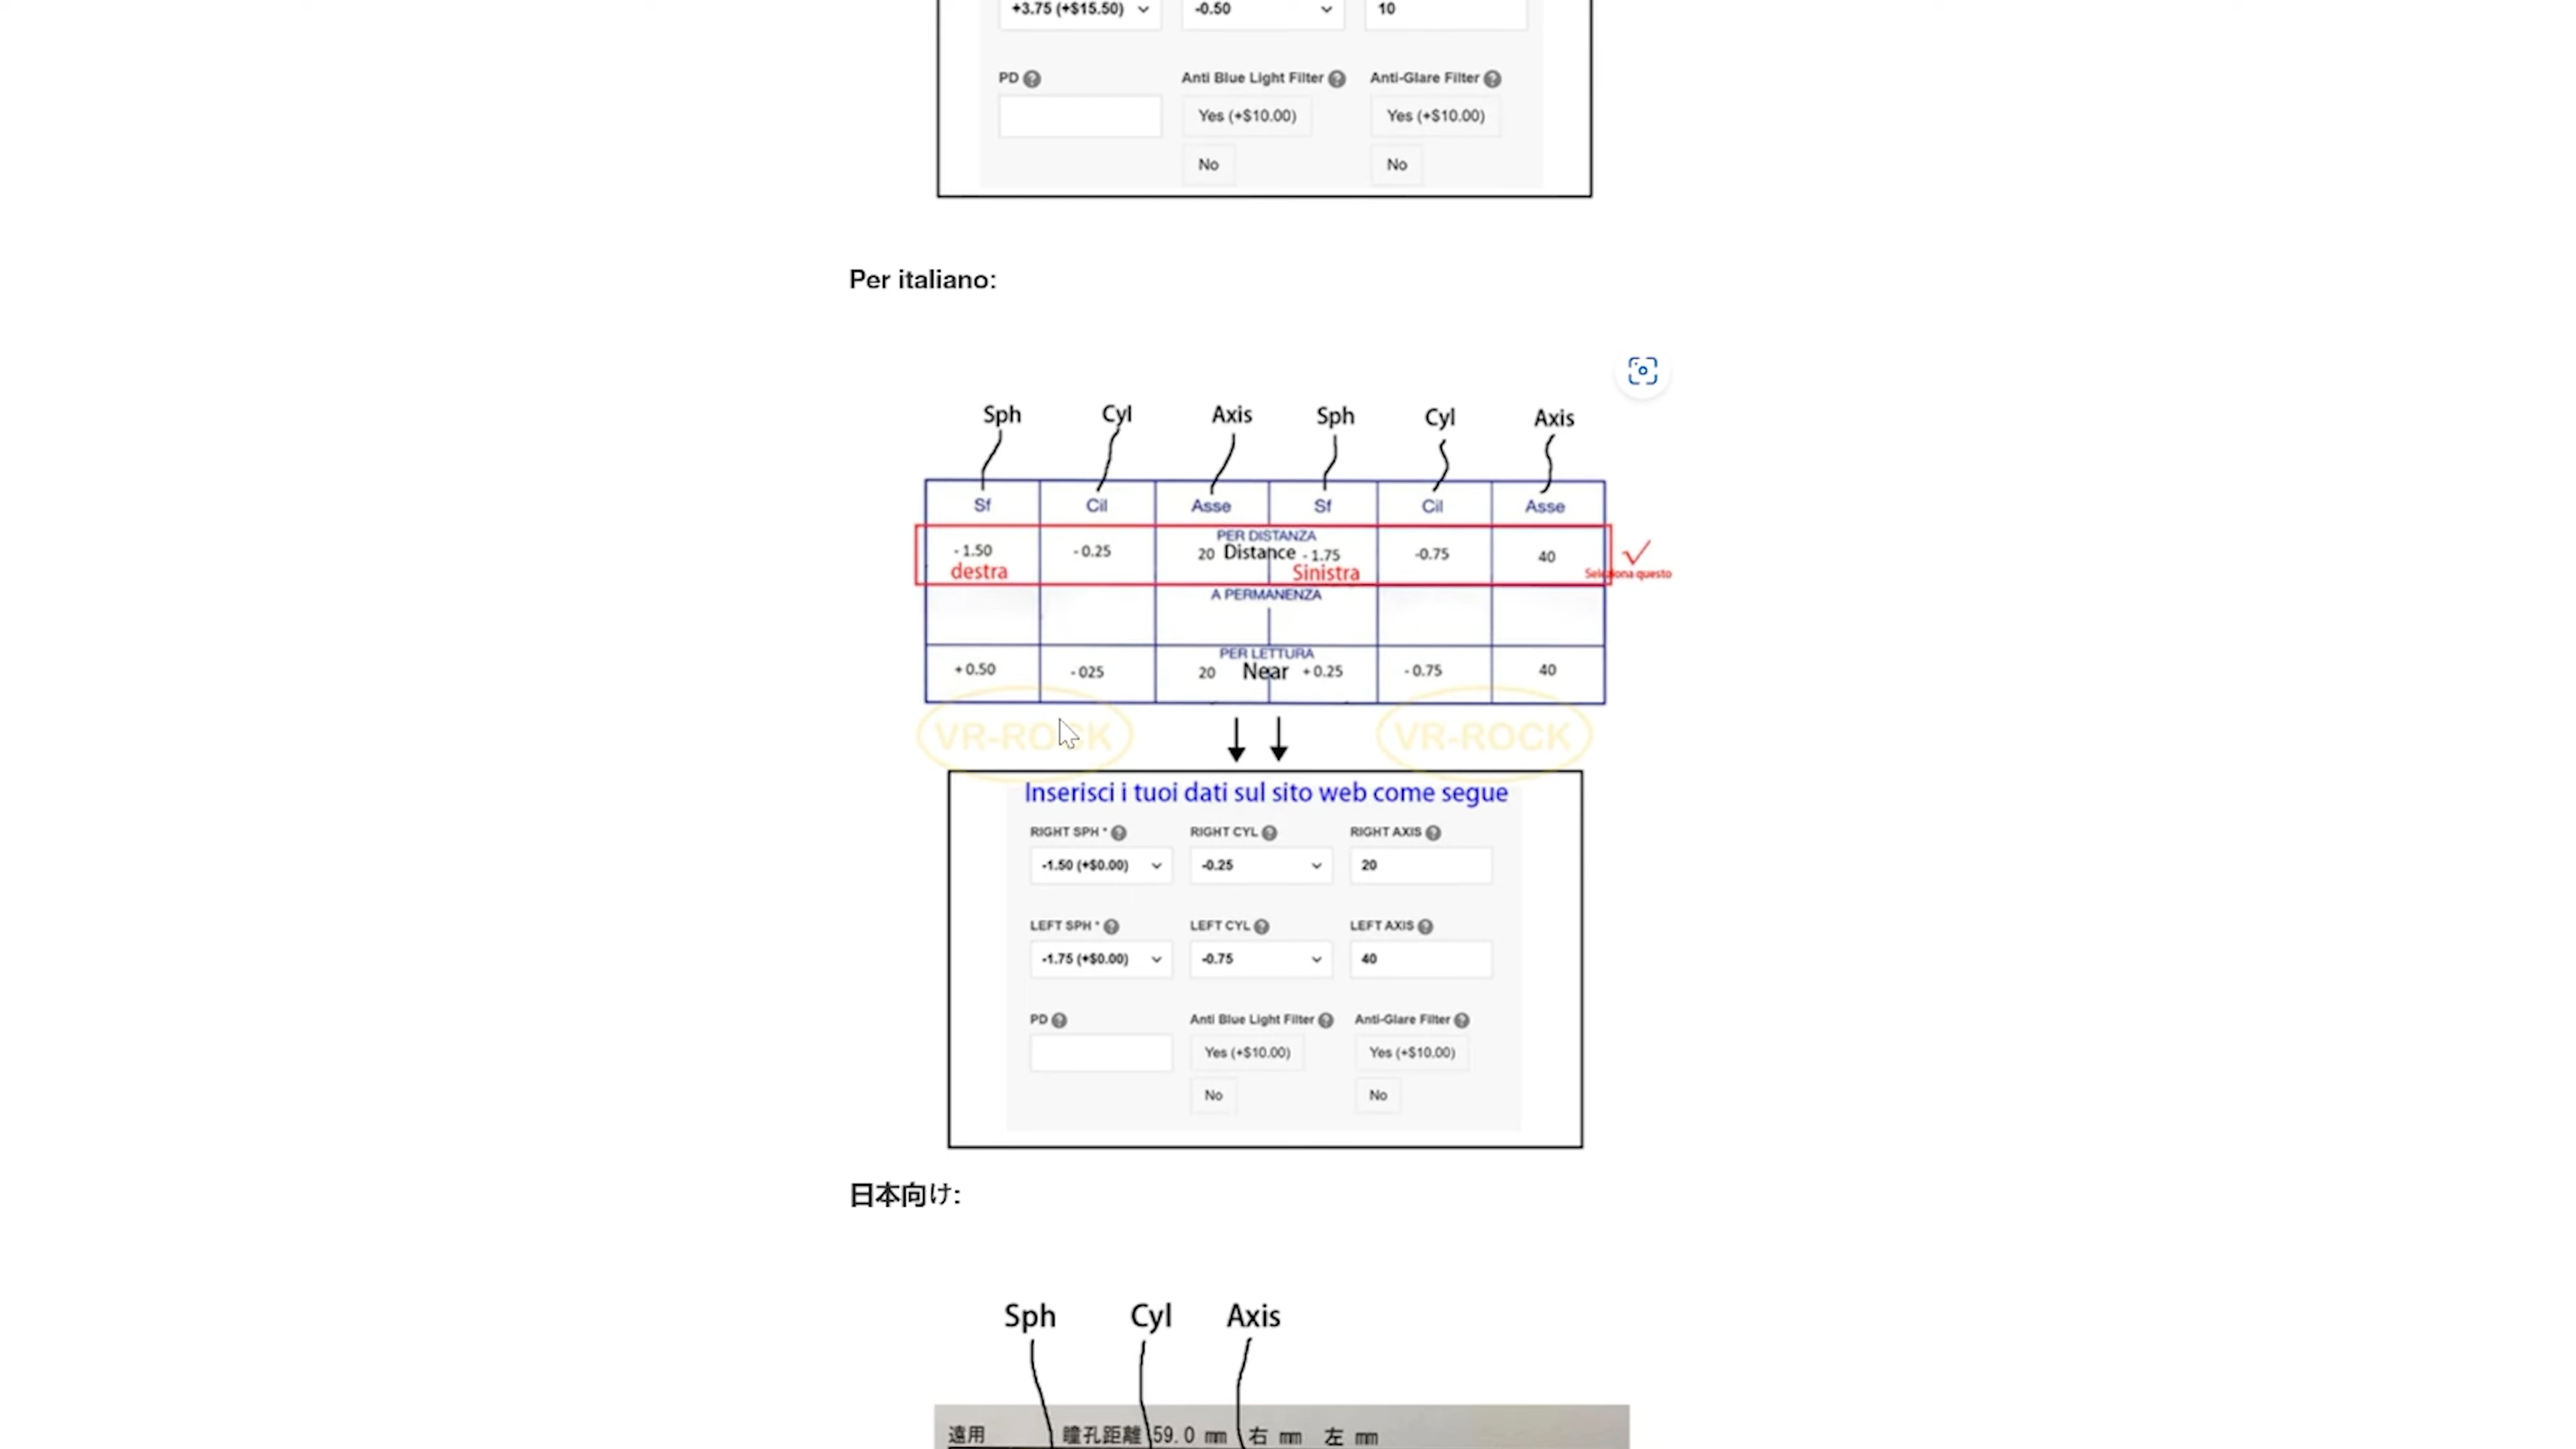 +3.75 (+$15.50) -0.50 10
PD Anti Blue Light Filter Anti-Glare Filter
Yes (+$10.00) Yes (+$10.00)
No No
Per italiano:
Sph Cyl Axis Sph Cyl Axis
Sf Cil Asse Sf Cil Asse
PER DISTANZA
- 1.50 - 0.25 20 Distance - 1.75 -0.75 40
destra Sinistra Seleziona questo
A PERMANENZA
PER LETTURA
+ 0.50 - 025 20 Near + 0.25 - 0.75 40
VR-ROCK VR-ROCK
Inserisci i tuoi dati sul sito web come segue
RIGHT SPH * RIGHT CYL RIGHT AXIS
-1.50 (+$0.00) -0.25 20
LEFT SPH * LEFT CYL LEFT AXIS
-1.75 (+$0.00) -0.75 40
PD Anti Blue Light Filter Anti-Glare Filter
Yes (+$10.00) Yes (+$10.00)
No No
日本向け:
Sph Cyl Axis
遠用 瞳孔距離 59.0 mm 右 mm 左 mm